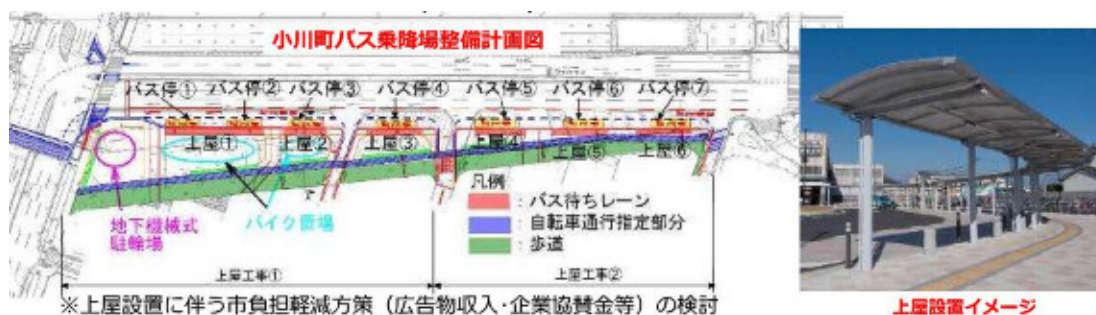 小川町バス乗降場整備計画図
バス停① バス停② バス停③ バス停④ バス停⑤ バス停⑥ バス停⑦
上屋① 上屋② 上屋③ 上屋④ 上屋⑤ 上屋⑥
地下機械式
駐輪場
バイク置場
凡例
: バス待ちレーン
: 自転車通行指定部分
: 歩道
上屋工事① 上屋工事②
※上屋設置に伴う市負担軽減方策（広告物収入・企業協賛金等）の検討
上屋設置イメージ